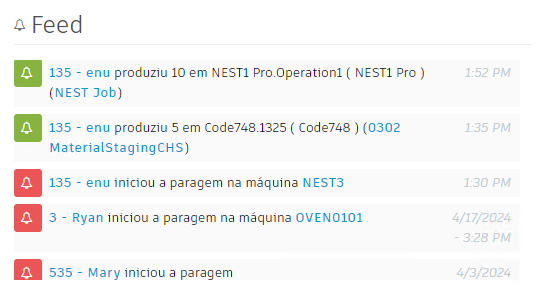 Feed
135 - enu produziu 10 em NEST1 Pro.Operation1 ( NEST1 Pro ) 1:52 PM
(NEST Job)
135 - enu produziu 5 em Code748.1325 ( Code748 ) (0302 1:35 PM
MaterialStagingCHS)
135 - enu iniciou a paragem na máquina NEST3 1:30 PM
3 - Ryan iniciou a paragem na máquina OVEN0101 4/17/2024
- 3:28 PM
535 - Mary iniciou a paragem 4/3/2024